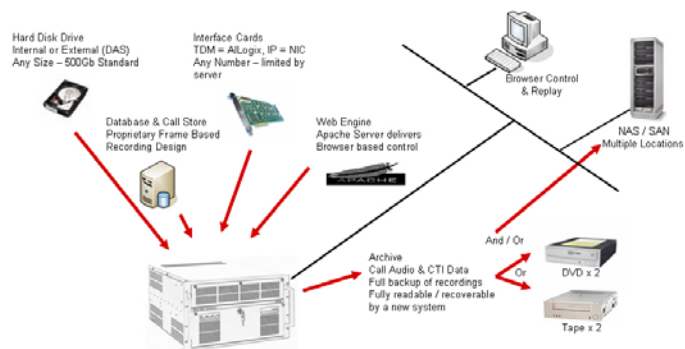 Hard Disk Drive
Internal or External (DAS)
Any Size – 500Gb Standard
Interface Cards
TDM = AILogix, IP = NIC
Any Number – limited by
server
Database & Call Store
Proprietary Frame Based
Recording Design
Web Engine
Apache Server delivers
Browser based control
APACHE
Browser Control
& Replay
NAS / SAN
Multiple Locations
Archive
Call Audio & CTI Data
Full backup of recordings
Fully readable / recoverable
by a new system
And / Or
DVD x 2
Or
Tape x 2